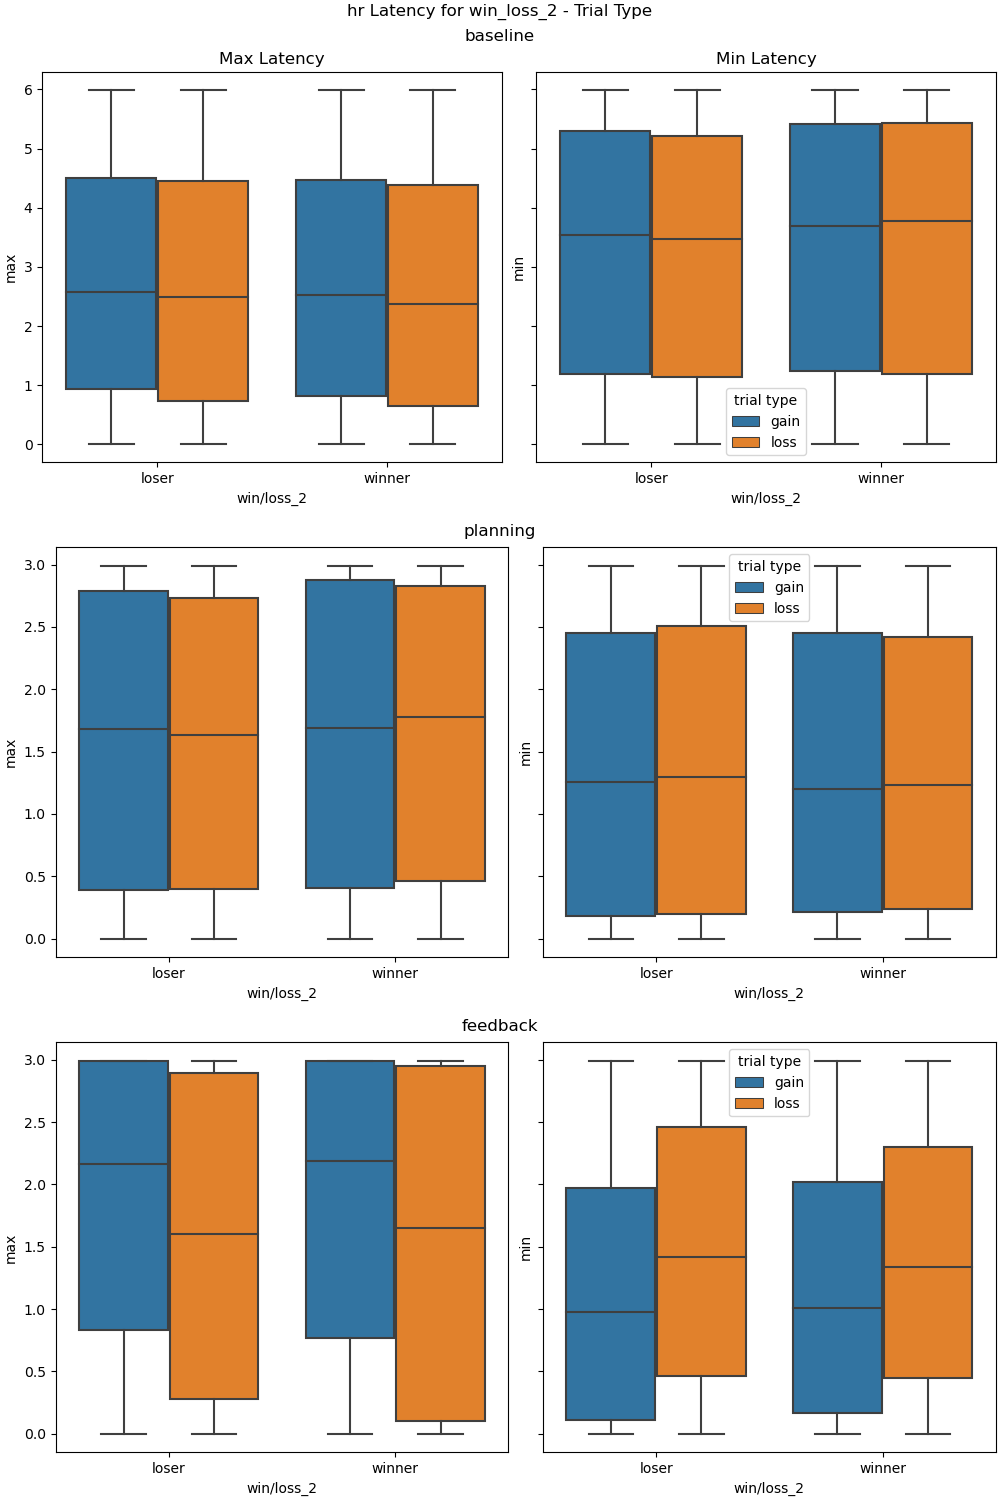 hr Latency for win_loss_2 - Trial Type
baseline
Max Latency
Min Latency
6
5
4
3
2
1
0
max
loser
winner
win/loss_2
min
trial type
gain
loss
loser
winner
win/loss_2
planning
3.0
2.5
2.0
1.5
1.0
0.5
0.0
max
loser
winner
win/loss_2
min
trial type
gain
loss
loser
winner
win/loss_2
feedback
3.0
2.5
2.0
1.5
1.0
0.5
0.0
max
loser
winner
win/loss_2
min
trial type
gain
loss
loser
winner
win/loss_2